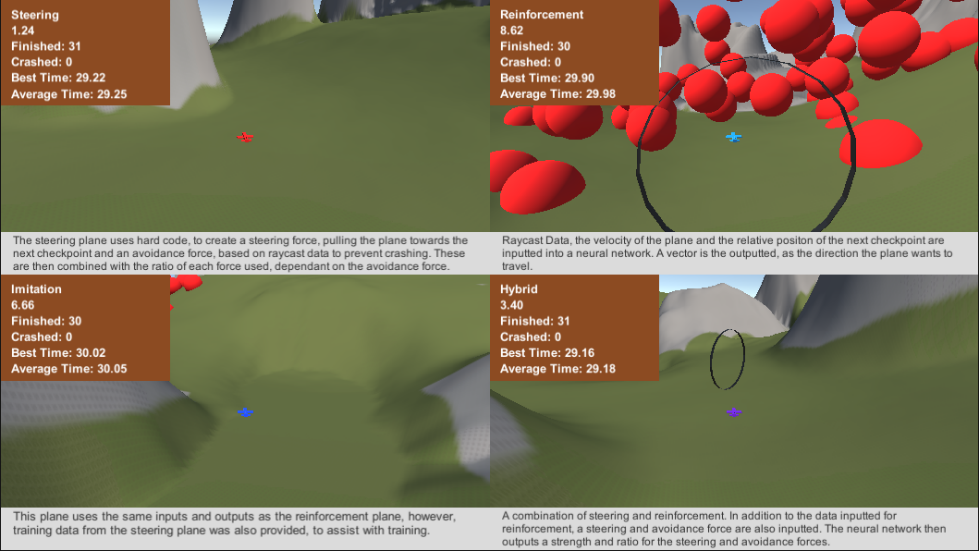 Steering
1.24
Finished: 31
Crashed: 0
Best Time: 29.22
Average Time: 29.25
The steering plane uses hard code, to create a steering force, pulling the plane towards the
next checkpoint and an avoidance force, based on raycast data to prevent crashing. These
are then combined with the ratio of each force used, dependant on the avoidance force.
Reinforcement
8.62
Finished: 30
Crashed: 0
Best Time: 29.90
Average Time: 29.98
Raycast Data, the velocity of the plane and the relative positon of the next checkpoint are
inputted into a neural network. A vector is the outputted, as the direction the plane wants to
travel.
Imitation
6.66
Finished: 30
Crashed: 0
Best Time: 30.02
Average Time: 30.05
This plane uses the same inputs and outputs as the reinforcement plane, however,
training data from the steering plane was also provided, to assist with training.
Hybrid
3.40
Finished: 31
Crashed: 0
Best Time: 29.16
Average Time: 29.18
A combination of steering and reinforcement. In addition to the data inputted for
reinforcement, a steering and avoidance force are also inputted. The neural network then
outputs a strength and ratio for the steering and avoidance forces.